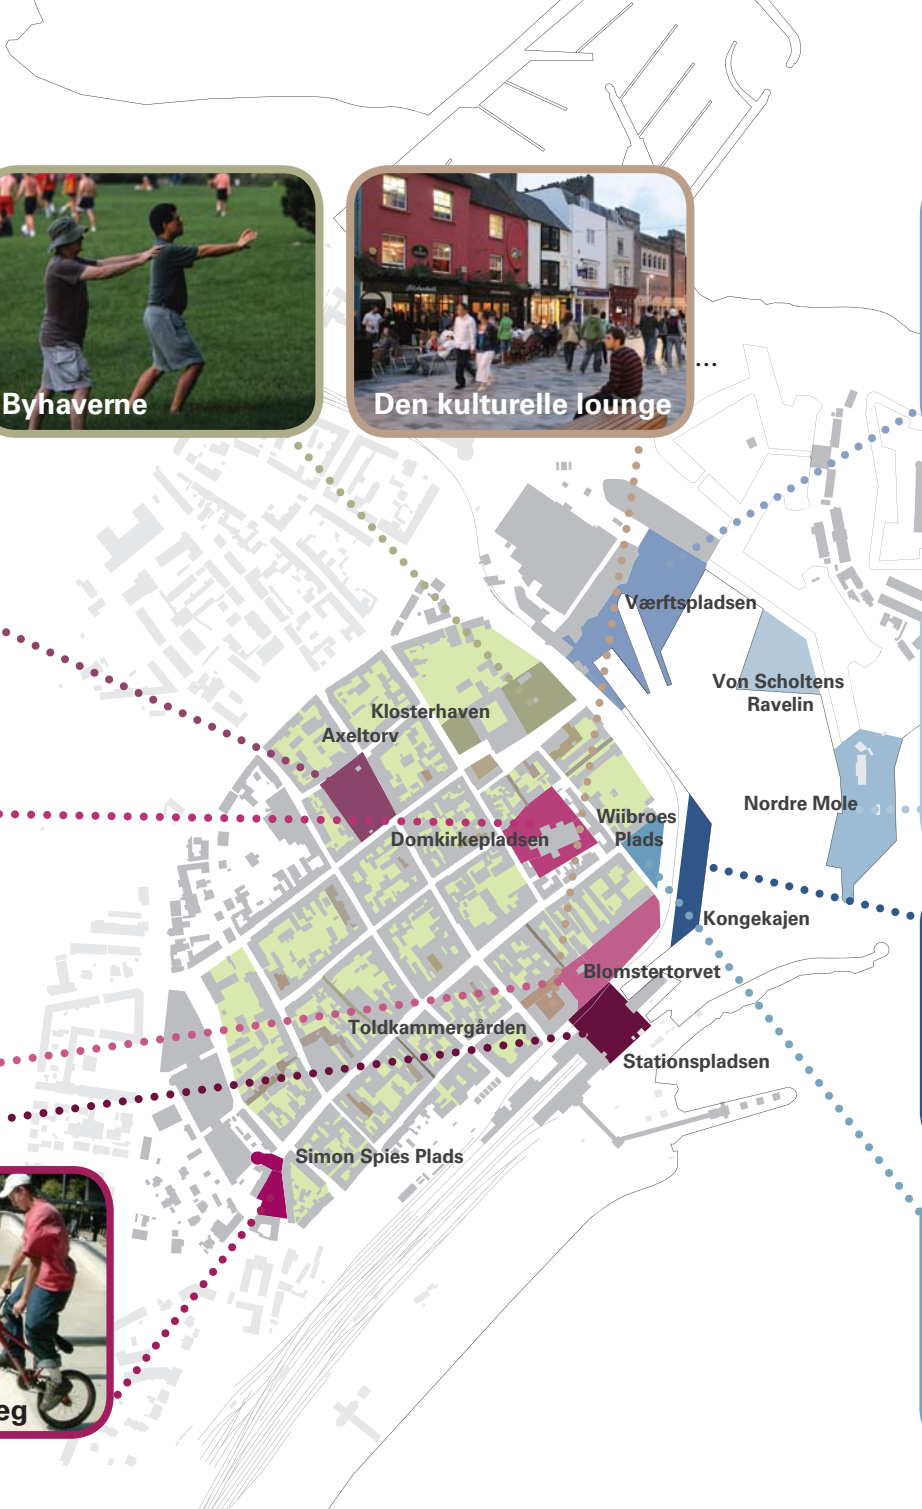 Byhaverne
Den kulturelle lounge
...
Værftspladsen
Von Scholtens
Ravelin
Klosterhaven
Axeltorv
Nordre Mole
Wiibroes
Plads
Domkirkepladsen
Kongekajen
Blomstertorvet
Toldkammergården
Stationspladsen
Simon Spies Plads
eg